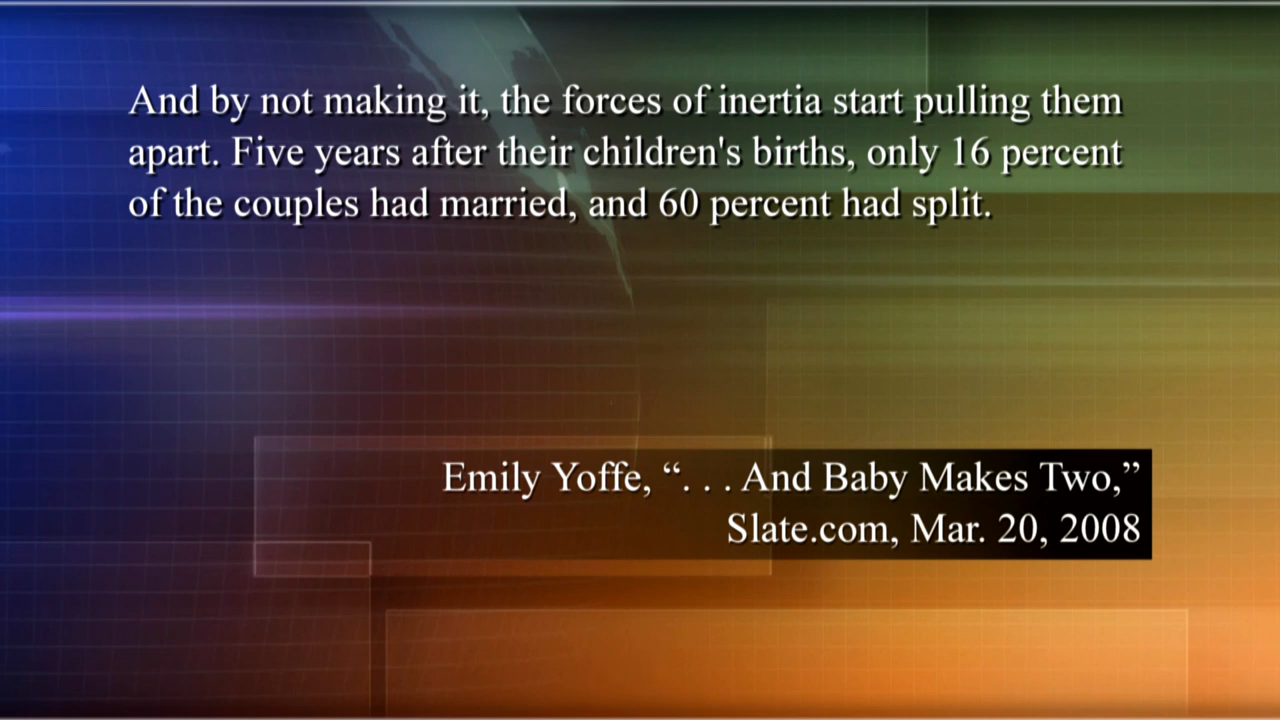 And by not making it, the forces of inertia start pulling them
apart. Five years after their children's births, only 16 percent
of the couples had married, and 60 percent had split.
Emily Yoffe, “. . . And Baby Makes Two,”
Slate.com, Mar. 20, 2008